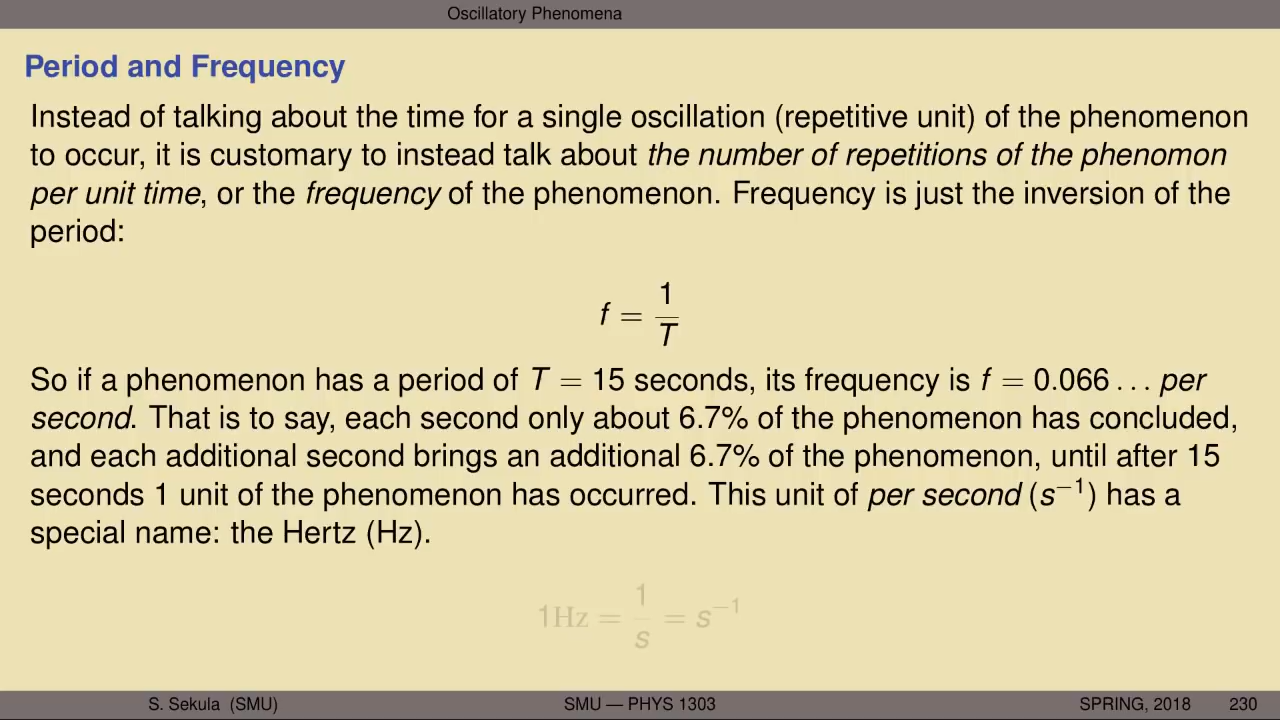 Oscillatory Phenomena
Period and Frequency
Instead of talking about the time for a single oscillation (repetitive unit) of the phenomenon
to occur, it is customary to instead talk about the number of repetitions of the phenomon
per unit time, or the frequency of the phenomenon. Frequency is just the inversion of the
period:
f = 1/T
So if a phenomenon has a period of T = 15 seconds, its frequency is f = 0.066... per
second. That is to say, each second only about 6.7% of the phenomenon has concluded,
and each additional second brings an additional 6.7% of the phenomenon, until after 15
seconds 1 unit of the phenomenon has occurred. This unit of per second (s⁻¹) has a
special name: the Hertz (Hz).
1Hz = 1/s = s⁻¹
S. Sekula (SMU) SMU — PHYS 1303 SPRING, 2018 230